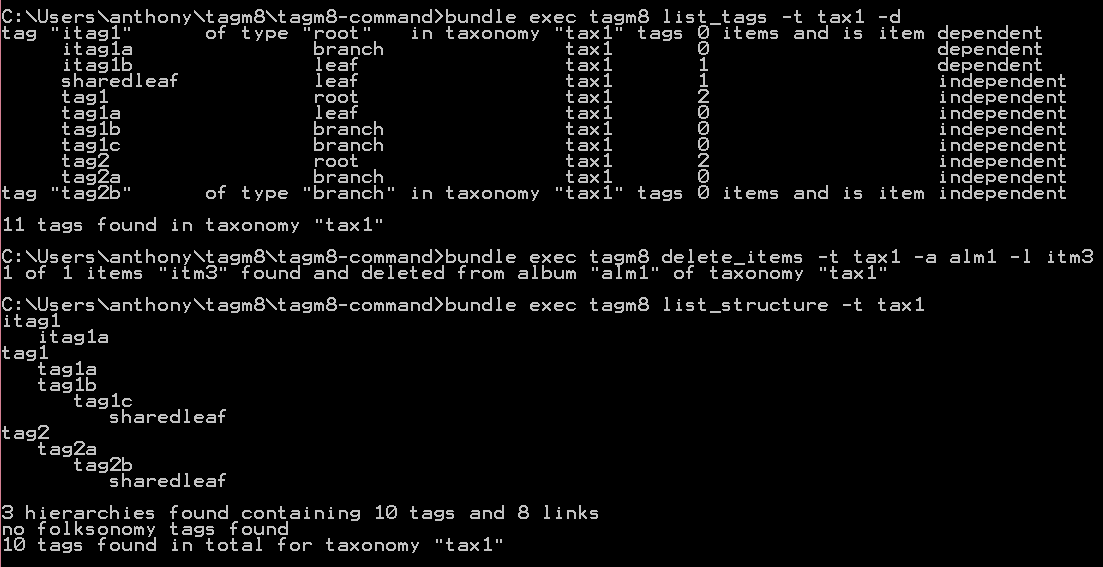 C:\Users\anthony\tagm8\tagm8-command>bundle exec tagm8 list_tags -t tax1 -d
tag "itag1"      of type "root"   in taxonomy "tax1" tags 0 items and is item dependent
     itag1a               branch               tax1       0                   dependent
     itag1b               leaf                 tax1       1                   dependent
     sharedleaf           leaf                 tax1       1                   independent
     tag1                 root                 tax1       2                   independent
     tag1a                leaf                 tax1       0                   independent
     tag1b                branch               tax1       0                   independent
     tag1c                branch               tax1       0                   independent
     tag2                 root                 tax1       2                   independent
     tag2a                branch               tax1       0                   independent
tag "tag2b"      of type "branch" in taxonomy "tax1" tags 0 items and is item independent

11 tags found in taxonomy "tax1"

C:\Users\anthony\tagm8\tagm8-command>bundle exec tagm8 delete_items -t tax1 -a alm1 -l itm3
1 of 1 items "itm3" found and deleted from album "alm1" of taxonomy "tax1"

C:\Users\anthony\tagm8\tagm8-command>bundle exec tagm8 list_structure -t tax1
itag1
   itag1a
tag1
   tag1a
   tag1b
      tag1c
         sharedleaf
tag2
   tag2a
      tag2b
         sharedleaf

3 hierarchies found containing 10 tags and 8 links
no folksonomy tags found
10 tags found in total for taxonomy "tax1"